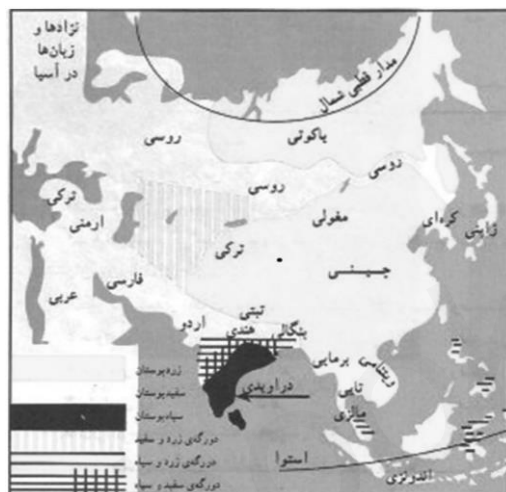 نژادها و
زبان‌ها
در آسیا
مدار قطبی شمال
یاکوتی
روسی
روسی
روسی
ترکی
ارمنی
مغولی
کره‌ای
ژاپنی
ترکی
چینی
فارسی
عربی
تبتی
اردو
هندی
بنگالی
برمایی
ویتنامی
تایی
مالزی
دراویدی
استوا
اندونزی
زردپوستان
سفیدپوستان
سیاه‌پوستان
دورگه‌ی زرد و سفید
دورگه‌ی زرد و سیاه
دورگه‌ی سفید و سیاه